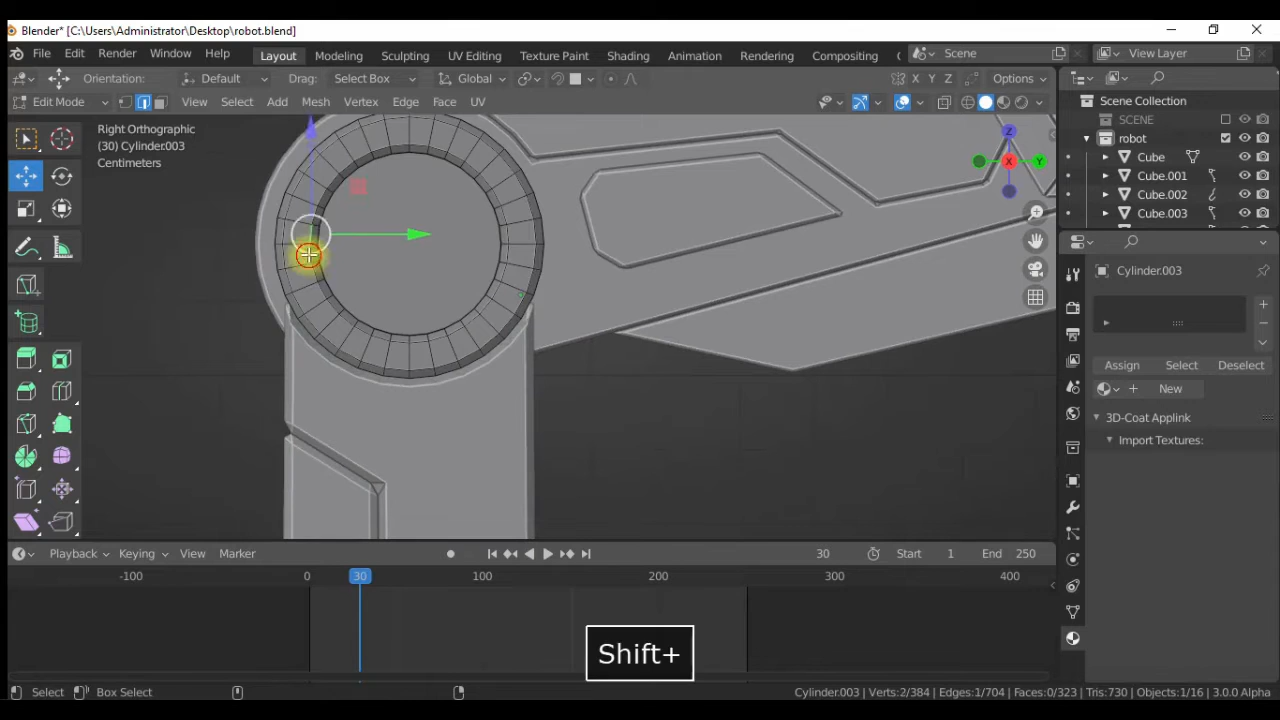 Blender* [C:\Users\Administrator\Desktop\robot.blend]
File Edit Render Window Help Layout Modeling Sculpting UV Editing Texture Paint Shading Animation Rendering Compositing Scene View Layer
Orientation: Default Drag: Select Box Global X Y Z Options
Edit Mode View Select Add Mesh Vertex Edge Face UV
Scene Collection
SCENE
robot
Cube
Cube.001
Cube.002
Cube.003
Right Orthographic
(30) Cylinder.003
Centimeters
Z
X
Y
Cylinder.003
Assign Select Deselect
New
3D-Coat Applink
Import Textures:
Playback Keying View Marker 30 Start 1 End 250
-100 0 30 100 200 300 400
Shift+
Select Box Select Cylinder.003 | Verts:2/384 | Edges:1/704 | Faces:0/323 | Tris:730 | Objects:1/16 | 3.0.0 Alpha